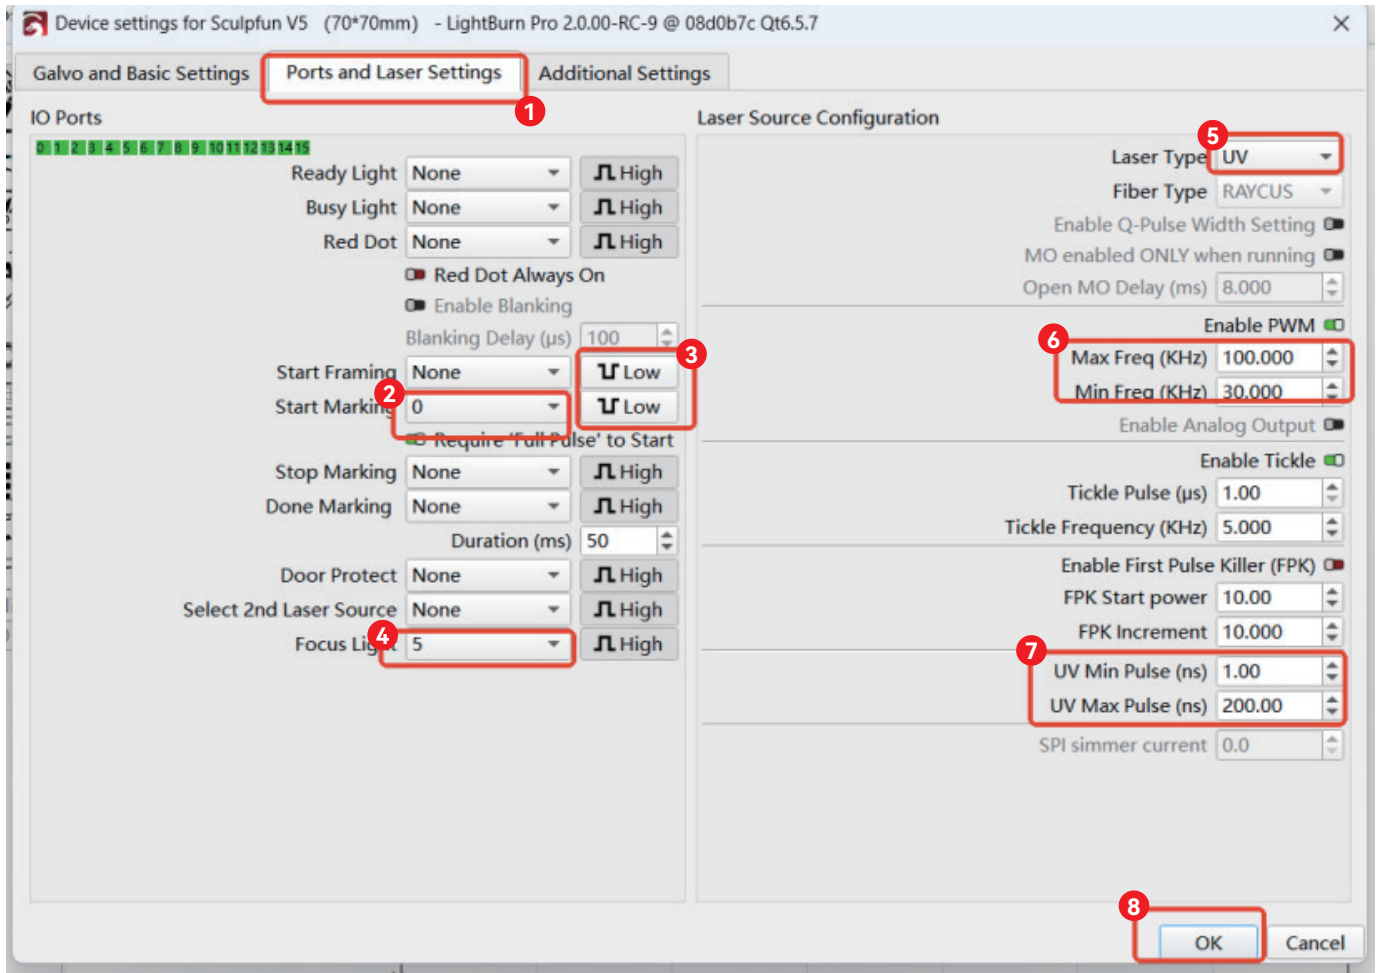 Device settings for Sculpfun V5 (70*70mm) - LightBurn Pro 2.0.00-RC-9 @ 08d0b7c Qt6.5.7
Galvo and Basic Settings Ports and Laser Settings Additional Settings
1
IO Ports
0 1 2 3 4 5 6 7 8 9 10 11 12 13 14 15
Ready Light None High
Busy Light None High
Red Dot None High
Red Dot Always On
Enable Blanking
Blanking Delay (µs) 100
3
Start Framing None Low
2
Start Marking 0 Low
Require 'Full Pulse' to Start
Stop Marking None High
Done Marking None High
Duration (ms) 50
Door Protect None High
Select 2nd Laser Source None High
4
Focus Light 5 High
Laser Source Configuration
5
Laser Type UV
Fiber Type RAYCUS
Enable Q-Pulse Width Setting
MO enabled ONLY when running
Open MO Delay (ms) 8.000
Enable PWM
6
Max Freq (KHz) 100.000
Min Freq (KHz) 30.000
Enable Analog Output
Enable Tickle
Tickle Pulse (µs) 1.00
Tickle Frequency (KHz) 5.000
Enable First Pulse Killer (FPK)
FPK Start power 10.00
FPK Increment 10.000
7
UV Min Pulse (ns) 1.00
UV Max Pulse (ns) 200.00
SPI simmer current 0.0
8
OK Cancel